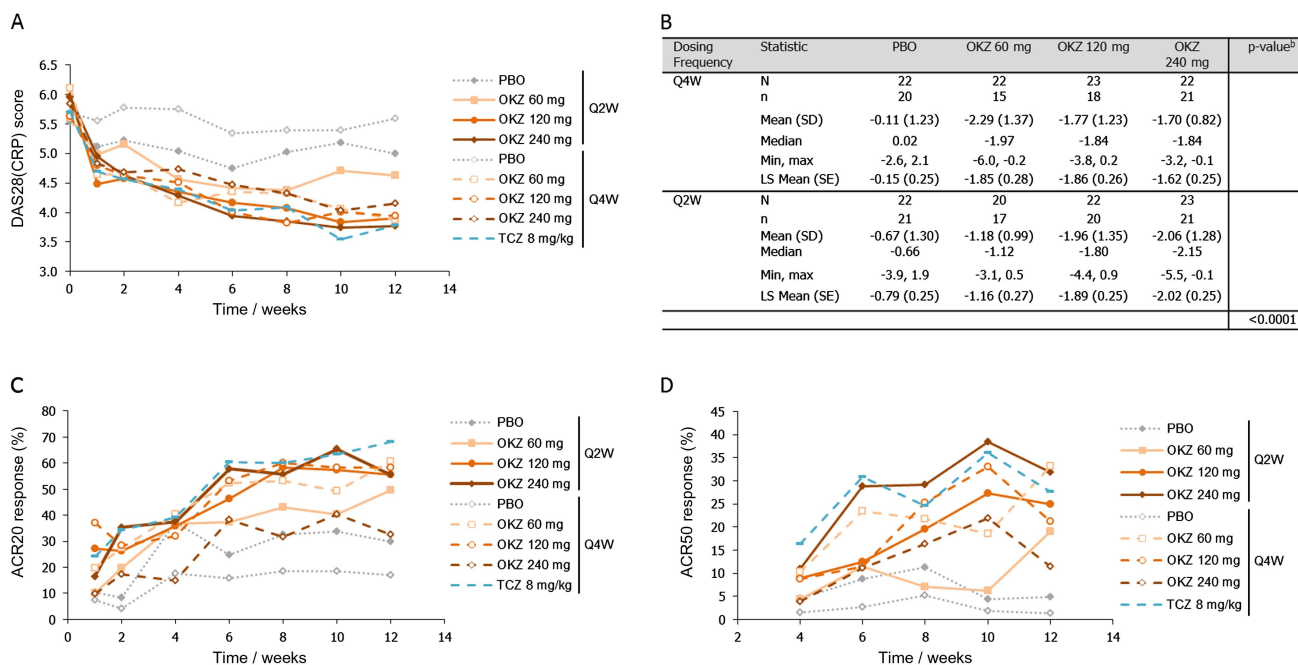 A
DAS28(CRP) score
6.5
6.0
5.5
5.0
4.5
4.0
3.5
3.0
0 2 4 6 8 10 12 14
Time / weeks
PBO
OKZ 60 mg
OKZ 120 mg
OKZ 240 mg
Q2W
PBO
OKZ 60 mg
OKZ 120 mg
OKZ 240 mg
TCZ 8 mg/kg
Q4W
B
Dosing Statistic PBO OKZ 60 mg OKZ 120 mg OKZ p-valueᵇ
Frequency 240 mg
Q4W N 22 22 23 22
n 20 15 18 21
Mean (SD) -0.11 (1.23) -2.29 (1.37) -1.77 (1.23) -1.70 (0.82)
Median 0.02 -1.97 -1.84 -1.84
Min, max -2.6, 2.1 -6.0, -0.2 -3.8, 0.2 -3.2, -0.1
LS Mean (SE) -0.15 (0.25) -1.85 (0.28) -1.86 (0.26) -1.62 (0.25)
Q2W N 22 20 22 23
n 21 17 20 21
Mean (SD) -0.67 (1.30) -1.18 (0.99) -1.96 (1.35) -2.06 (1.28)
Median -0.66 -1.12 -1.80 -2.15
Min, max -3.9, 1.9 -3.1, 0.5 -4.4, 0.9 -5.5, -0.1
LS Mean (SE) -0.79 (0.25) -1.16 (0.27) -1.89 (0.25) -2.02 (0.25)
<0.0001
C
ACR20 response (%)
80
70
60
50
40
30
20
10
0
0 2 4 6 8 10 12 14
Time / weeks
PBO
OKZ 60 mg
OKZ 120 mg
OKZ 240 mg
Q2W
PBO
OKZ 60 mg
OKZ 120 mg
OKZ 240 mg
TCZ 8 mg/kg
Q4W
D
ACR50 response (%)
45
40
35
30
25
20
15
10
5
0
2 4 6 8 10 12 14
Time / weeks
PBO
OKZ 60 mg
OKZ 120 mg
OKZ 240 mg
Q2W
PBO
OKZ 60 mg
OKZ 120 mg
OKZ 240 mg
TCZ 8 mg/kg
Q4W